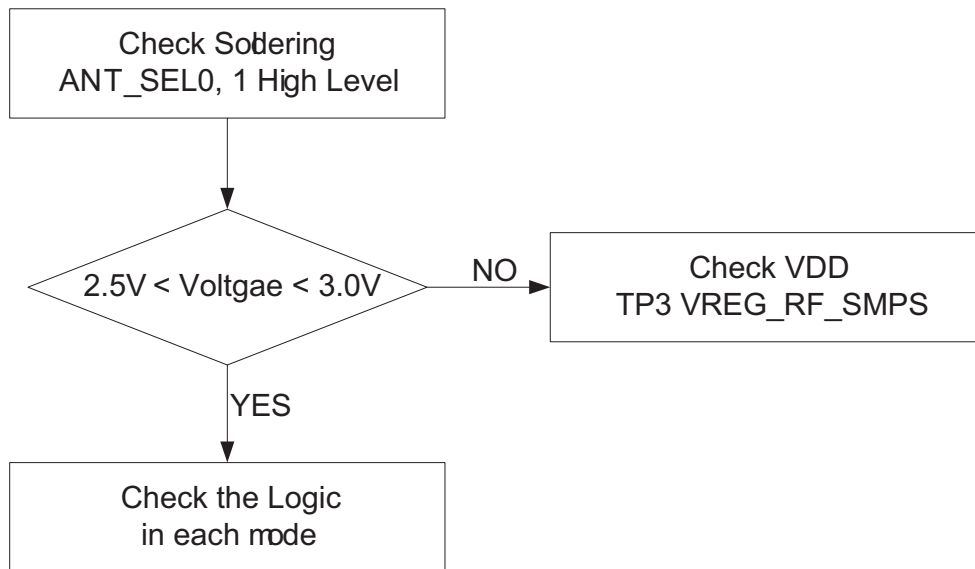 Check Soldering
ANT_SEL0, 1 High Level
2.5V < Voltgae < 3.0V
NO
Check VDD
TP3 VREG_RF_SMPS
YES
Check the Logic
in each mode